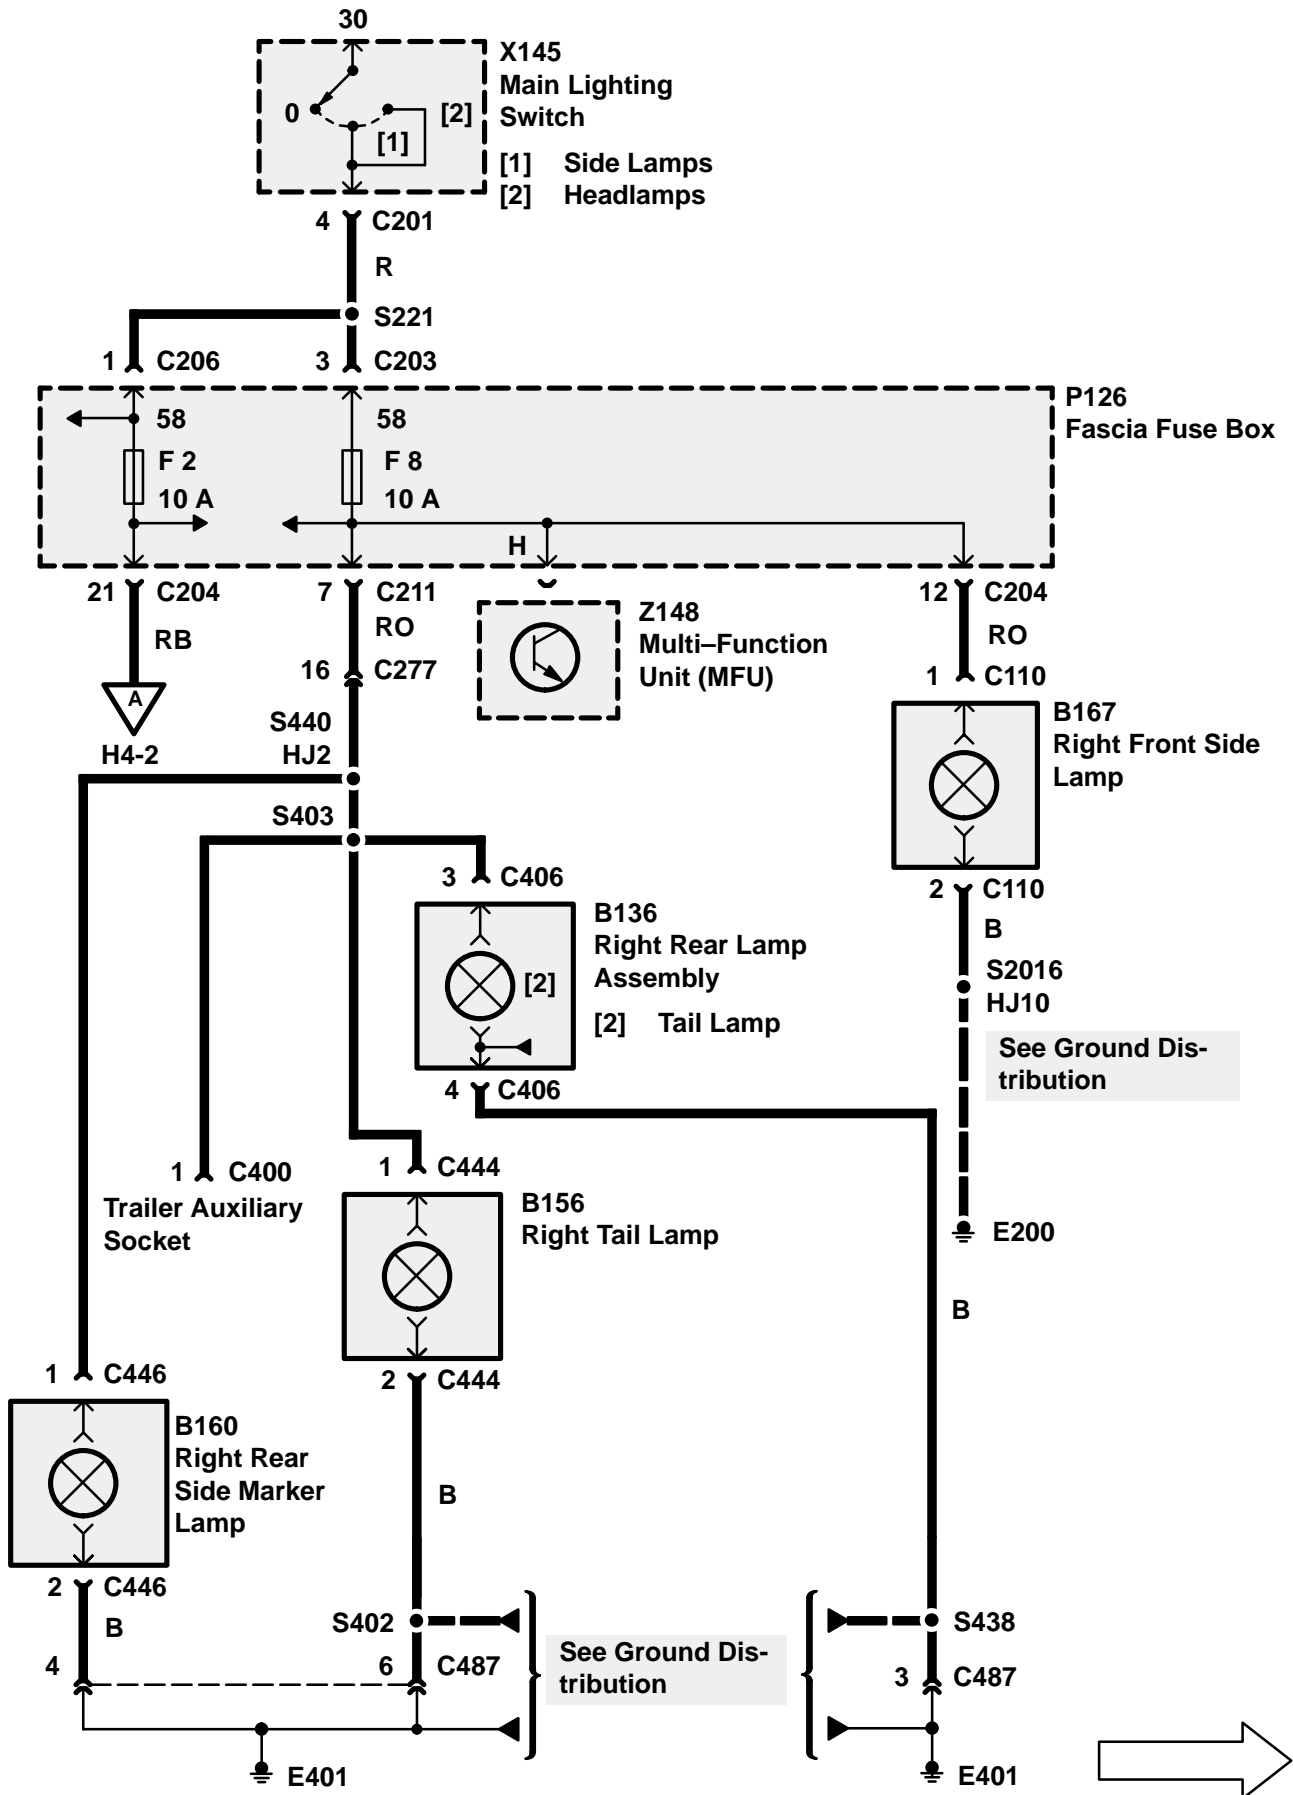 30
X145
Main Lighting
Switch
0
[1]
[2]
[1] Side Lamps
[2] Headlamps
4 C201
R
S221
1 C206
3 C203
P126
Fascia Fuse Box
58
58
F 2
F 8
10 A
10 A
H
21 C204
7 C211
12 C204
RB
RO
RO
Z148
Multi–Function
Unit (MFU)
16 C277
1 C110
A
H4-2
S440
HJ2
B167
Right Front Side
Lamp
S403
3 C406
2 C110
B
B136
Right Rear Lamp
Assembly
[2]
[2] Tail Lamp
S2016
HJ10
See Ground Dis-
tribution
4 C406
1 C400
Trailer Auxiliary
Socket
1 C444
B156
Right Tail Lamp
E200
B
1 C446
2 C444
B160
Right Rear
Side Marker
Lamp
B
2 C446
B
S402
S438
See Ground Dis-
tribution
4
6 C487
3 C487
E401
E401